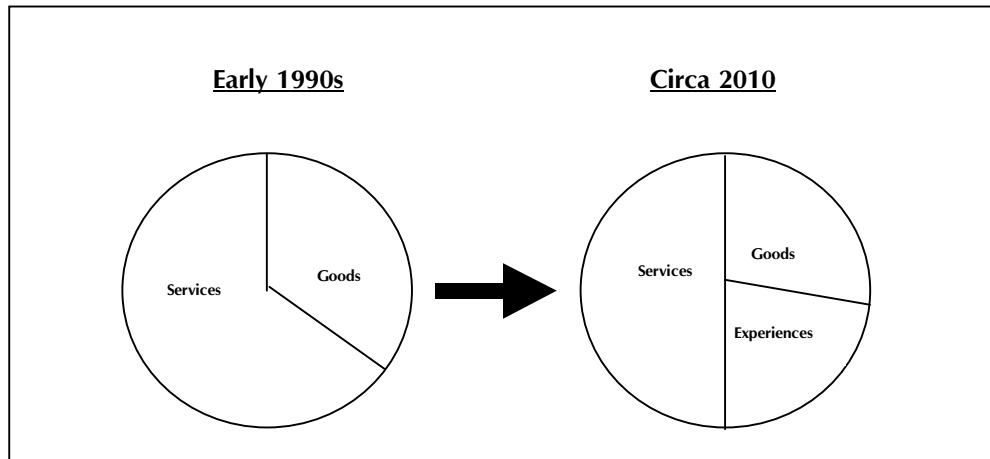 Early 1990s
Circa 2010
Services
Goods
Services
Goods
Experiences